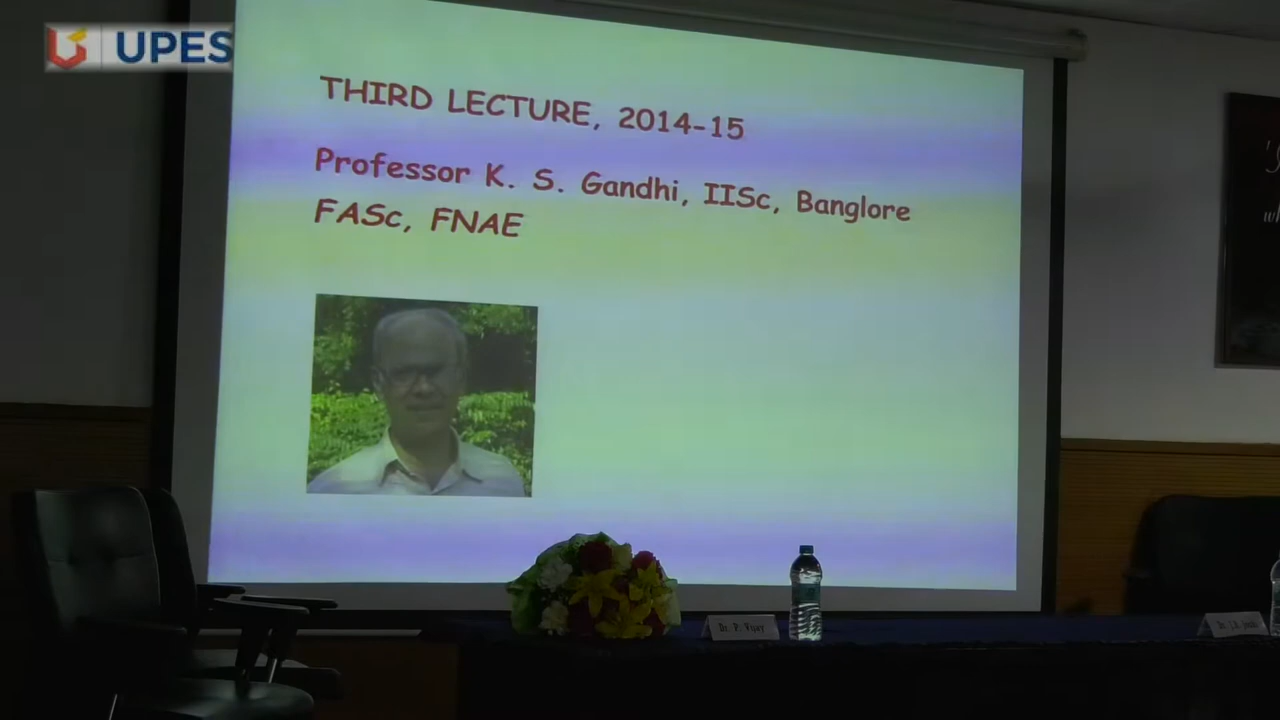 UPES
THIRD LECTURE, 2014-15
Professor K. S. Gandhi, IISc, Banglore
FASc, FNAE
Dr. P. Vijay